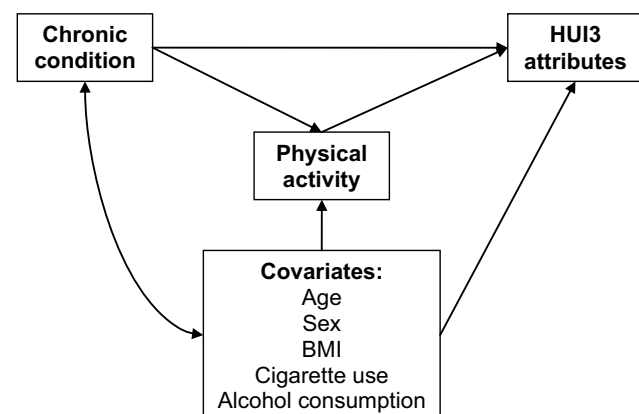 Chronic
condition
HUI3
attributes
Physical
activity
Covariates:
Age
Sex
BMI
Cigarette use
Alcohol consumption